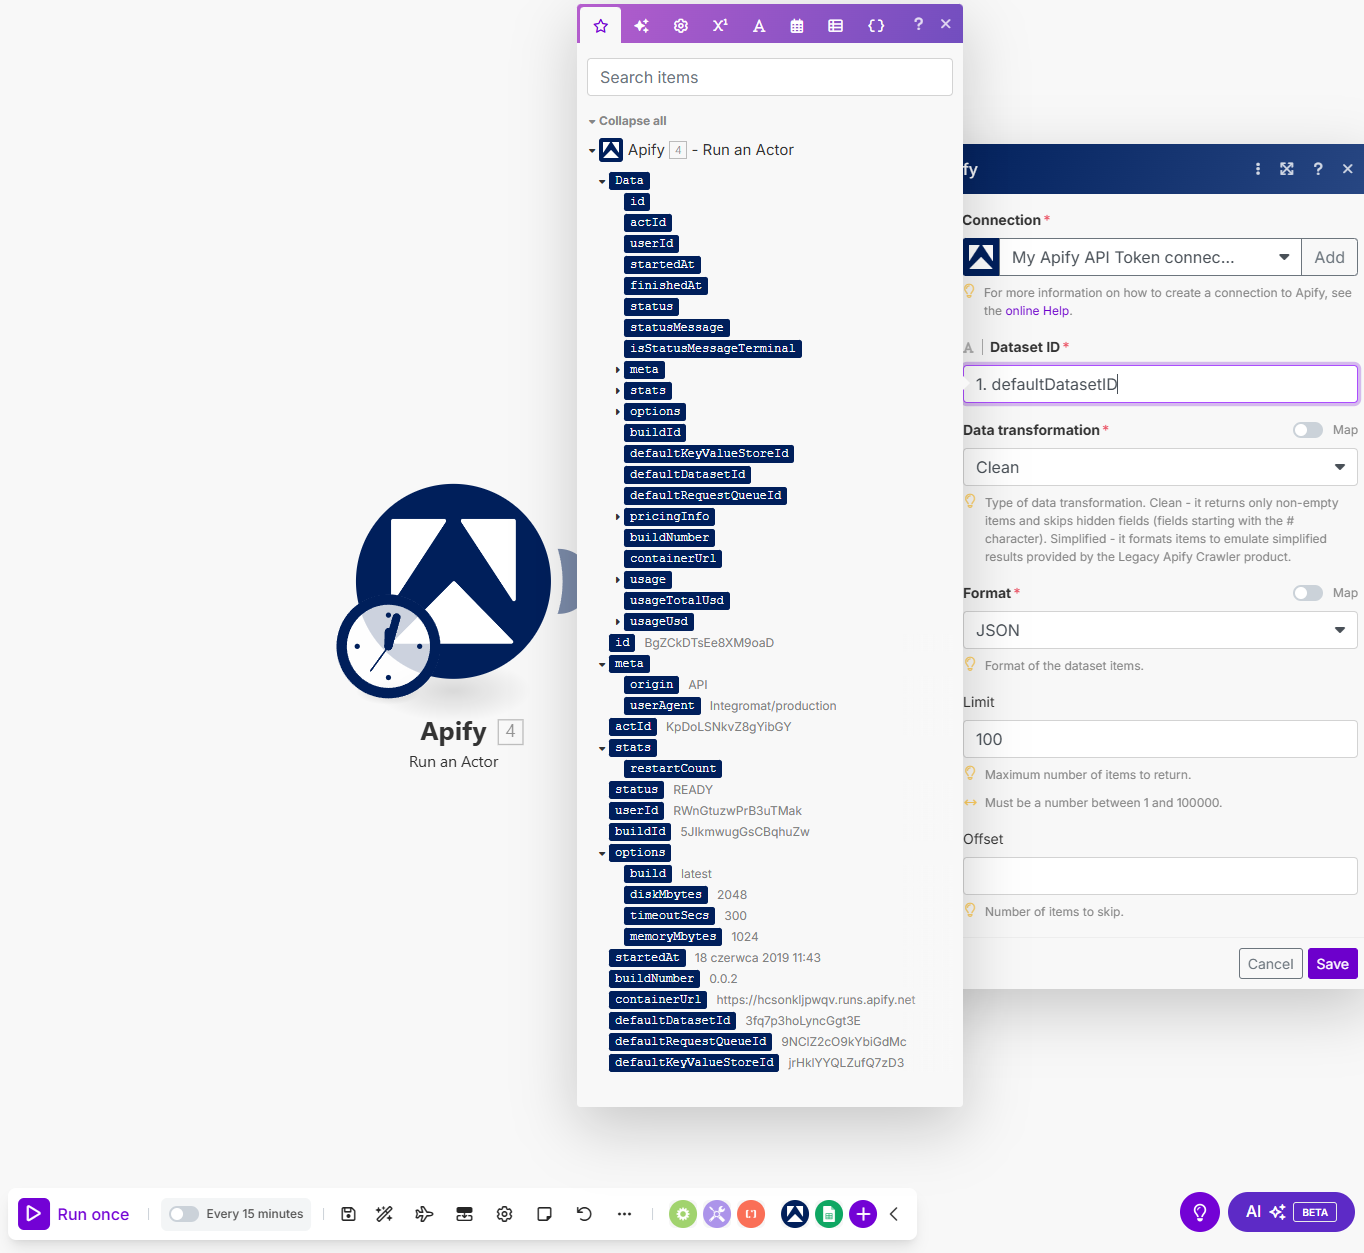 X¹ A {} ? ×
Search items
Collapse all
Apify 4 - Run an Actor
Data
id
actId
userId
startedAt
finishedAt
status
statusMessage
isStatusMessageTerminal
meta
stats
options
buildId
defaultKeyValueStoreId
defaultDatasetId
defaultRequestQueueId
pricingInfo
buildNumber
containerUrl
usage
usageTotalUsd
usageUsd
id BgZCkDTsEe8XM9oaD
meta
origin API
userAgent Integromat/production
actId KpDoLSNkvZ8gYibGY
stats
restartCount
status READY
userId RWnGtuzwPrB3uTMak
buildId 5JIkmwugGsCBqhuZw
options
build latest
diskMbytes 2048
timeoutSecs 300
memoryMbytes 1024
startedAt 18 czerwca 2019 11:43
buildNumber 0.0.2
containerUrl https://hcsonkljpwqv.runs.apify.net
defaultDatasetId 3fq7p3hoLyncGgt3E
defaultRequestQueueId 9NClZ2cO9kYbiGdMc
defaultKeyValueStoreId jrHklYYQLZufQ7zD3
fy ? ×
Connection *
My Apify API Token connec... Add
For more information on how to create a connection to Apify, see
the online Help.
A Dataset ID *
1. defaultDatasetID
Data transformation * Map
Clean
Type of data transformation. Clean - it returns only non-empty
items and skips hidden fields (fields starting with the #
character). Simplified - it formats items to emulate simplified
results provided by the Legacy Apify Crawler product.
Format * Map
JSON
Format of the dataset items.
Limit
100
Maximum number of items to return.
Must be a number between 1 and 100000.
Offset
Number of items to skip.
Cancel Save
Apify 4
Run an Actor
Run once Every 15 minutes
AI BETA